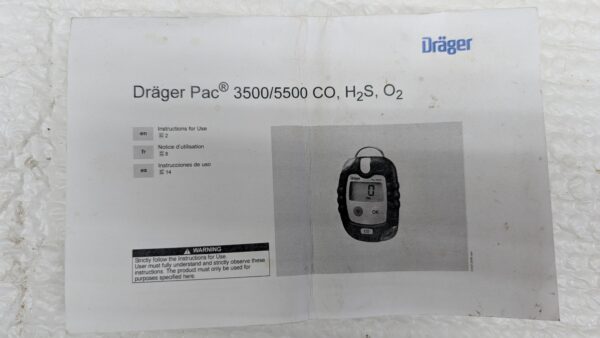 Dräger
Dräger Pac® 3500/5500 CO, H₂S, O₂
en Instructions for Use
2
fr Notice d'utilisation
8
es Instrucciones de uso
14
WARNING
Strictly follow the Instructions for Use.
User must fully understand and strictly observe these
instructions. The product must only be used for
purposes specified here.
Dräger
0
OK